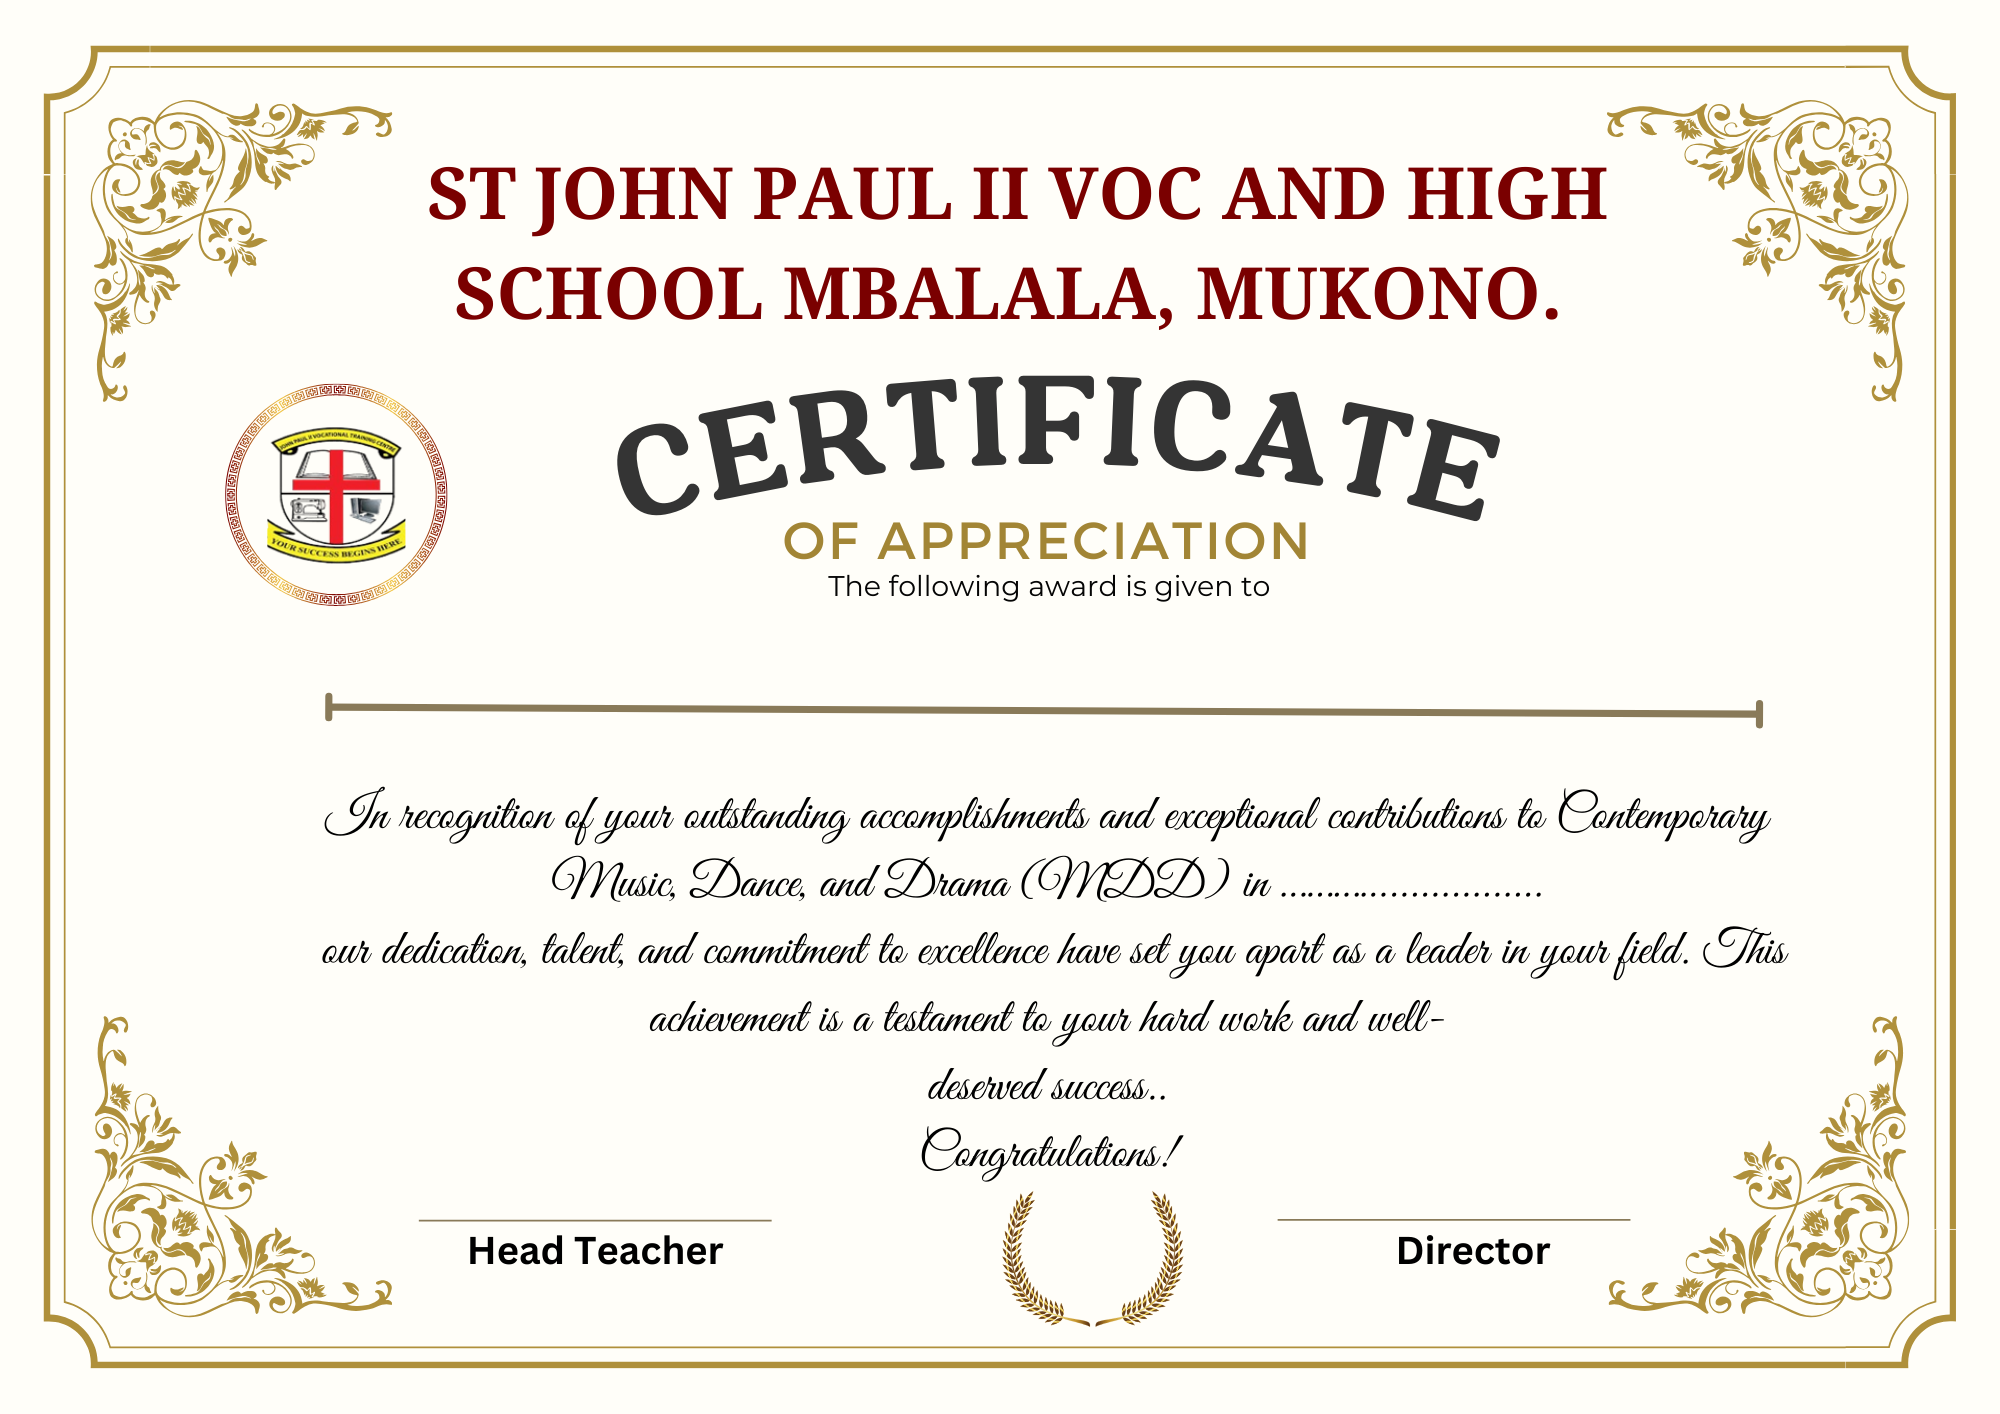 ST JOHN PAUL II VOC AND HIGH
SCHOOL MBALALA, MUKONO.
CERTIFICATE
OF APPRECIATION
The following award is given to
JOHN PAUL II VOCATIONAL TRAINING CENTRE
YOUR SUCCESS BEGINS HERE
In recognition of your outstanding accomplishments and exceptional contributions to Contemporary
Music, Dance, and Drama (MDD) in ............................
our dedication, talent, and commitment to excellence have set you apart as a leader in your field. This
achievement is a testament to your hard work and well-
deserved success..
Congratulations!
Head Teacher
Director